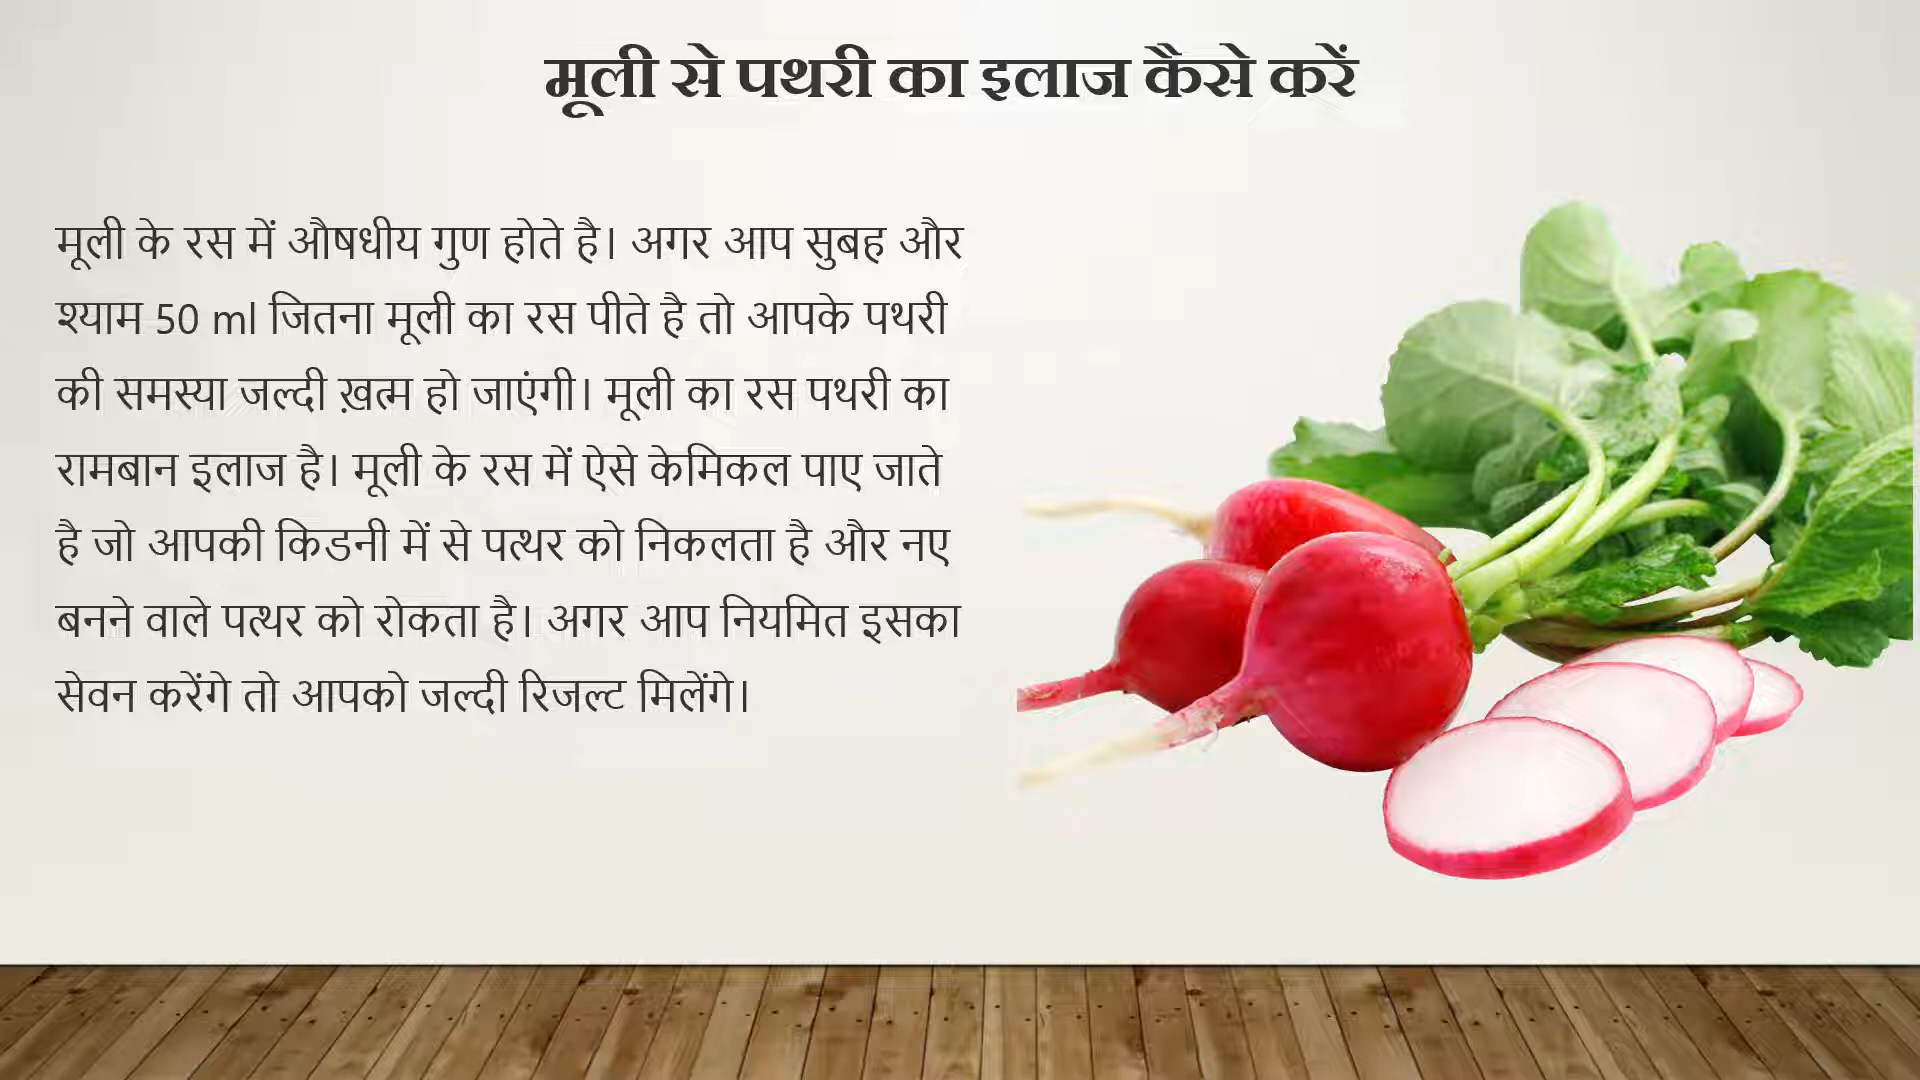 मूली से पथरी का इलाज कैसे करें
मूली के रस में औषधीय गुण होते है। अगर आप सुबह और
श्याम 50 ml जितना मूली का रस पीते है तो आपके पथरी
की समस्या जल्दी ख़त्म हो जाएंगी। मूली का रस पथरी का
रामबान इलाज है। मूली के रस में ऐसे केमिकल पाए जाते
है जो आपकी किडनी में से पत्थर को निकलता है और नए
बनने वाले पत्थर को रोकता है। अगर आप नियमित इसका
सेवन करेंगे तो आपको जल्दी रिजल्ट मिलेंगे।